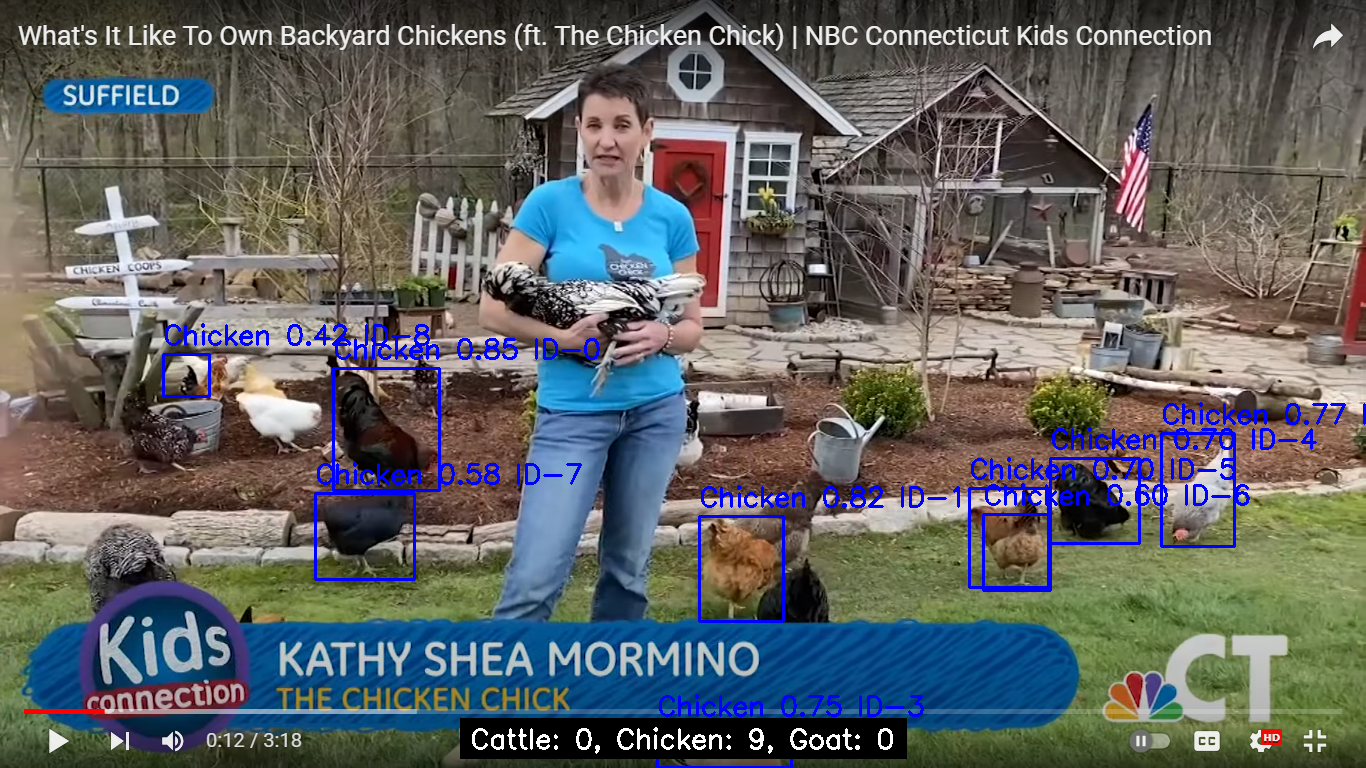 What's It Like To Own Backyard Chickens (ft. The Chicken Chick) | NBC Connecticut Kids Connection
SUFFIELD
CHICKEN COOPS
CHICKEN
CHICK
Chicken 0.42 ID-8
Chicken 0.85 ID-0
Chicken 0.77
Chicken 0.70 ID-4
Chicken 0.58 ID-7
Chicken 0.70 ID-5
Chicken 0.82 ID-1
Chicken 0.60 ID-6
Kids
connection
KATHY SHEA MORMINO
THE CHICKEN CHICK
CT
Chicken 0.75 ID-3
0:12 / 3:18
Cattle: 0, Chicken: 9, Goat: 0
CC
HD